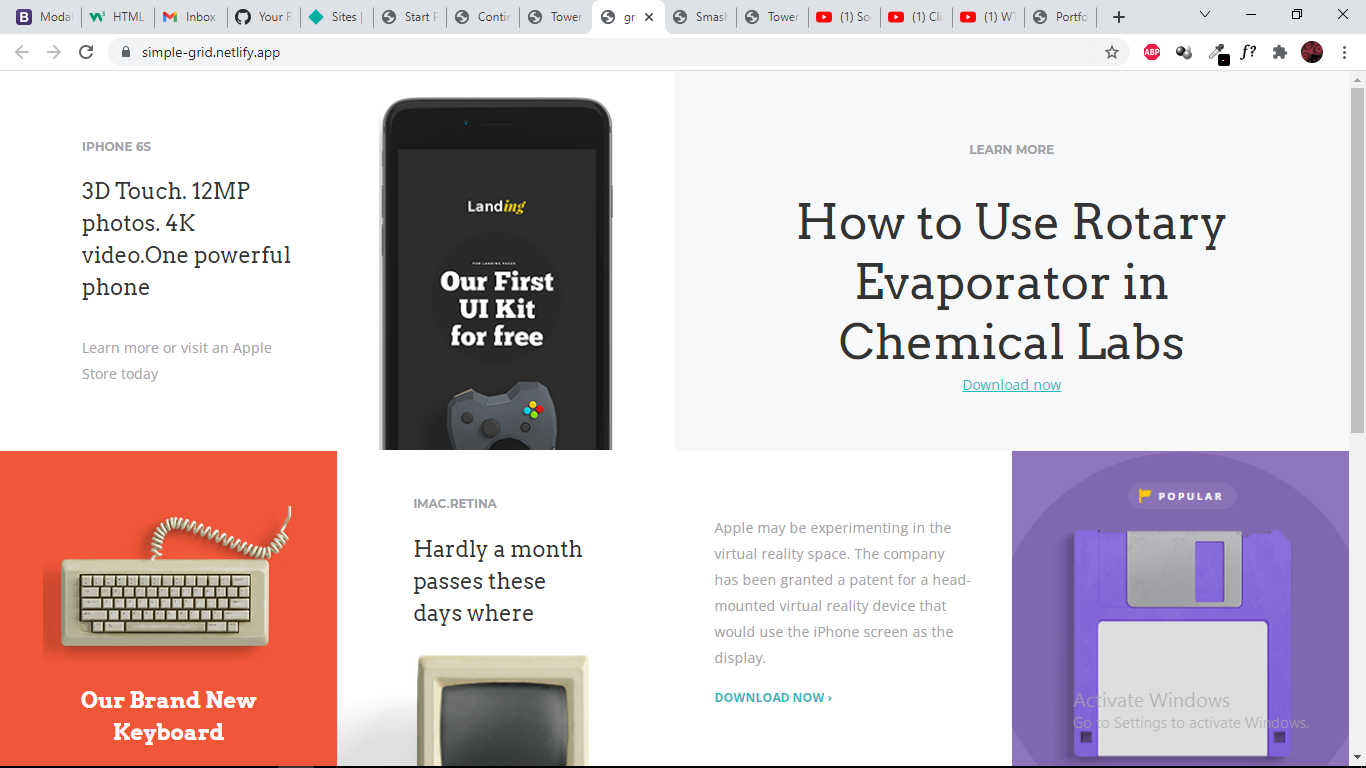 Modal
HTML
Inbox
Your R
Sites |
Start P
Contin
Tower
gri
Smash
Tower
(1) So
(1) Cli
(1) WT
Portfo
simple-grid.netlify.app
ABP
f?
IPHONE 6S
3D Touch. 12MP
photos. 4K
video.One powerful
phone
Learn more or visit an Apple
Store today
Landing
FOR LANDING PAGES
Our First
UI Kit
for free
LEARN MORE
How to Use Rotary
Evaporator in
Chemical Labs
Download now
Our Brand New
Keyboard
IMAC.RETINA
Hardly a month
passes these
days where
Apple may be experimenting in the
virtual reality space. The company
has been granted a patent for a head-
mounted virtual reality device that
would use the iPhone screen as the
display.
DOWNLOAD NOW ›
POPULAR
Activate Windows
Go to Settings to activate Windows.